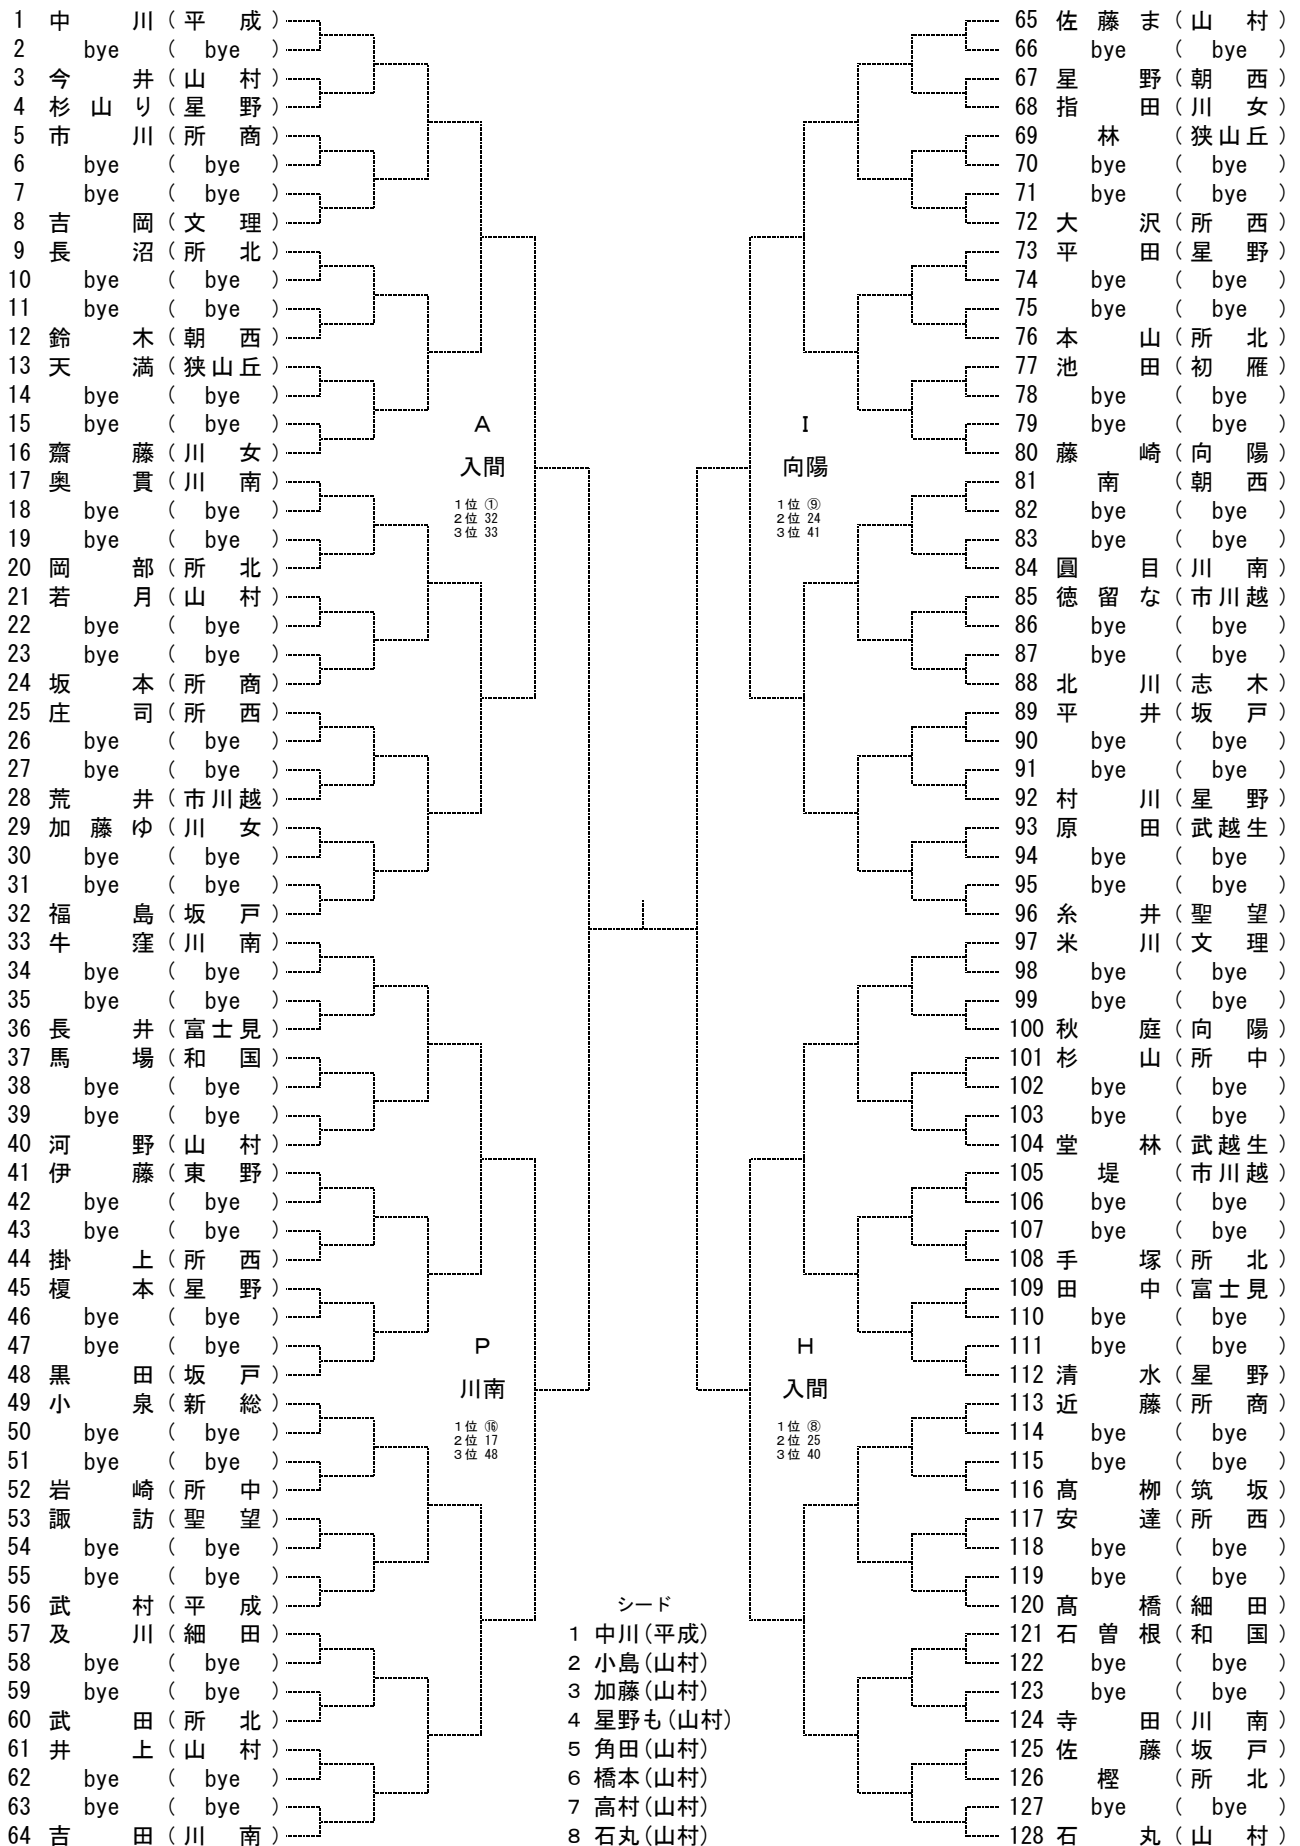 1 中川(平成)
2 bye(bye)
3 今井(山村)
4 杉山り(星野)
5 市川(所商)
6 bye(bye)
7 bye(bye)
8 吉岡(文理)
9 長沼(所北)
10 bye(bye)
11 bye(bye)
12 鈴木(朝西)
13 天満(狭山丘)
14 bye(bye)
15 bye(bye)
16 齋藤(川女)
17 奥貫(川南)
18 bye(bye)
19 bye(bye)
20 岡部(所北)
21 若月(山村)
22 bye(bye)
23 bye(bye)
24 坂本(所商)
25 庄司(所西)
26 bye(bye)
27 bye(bye)
28 荒井(市川越)
29 加藤ゆ(川女)
30 bye(bye)
31 bye(bye)
32 福島(坂戸)
33 牛窪(川南)
34 bye(bye)
35 bye(bye)
36 長井(富士見)
37 馬場(和国)
38 bye(bye)
39 bye(bye)
40 河野(山村)
41 伊藤(東野)
42 bye(bye)
43 bye(bye)
44 掛上(所西)
45 榎本(星野)
46 bye(bye)
47 bye(bye)
48 黒田(坂戸)
49 小泉(新総)
50 bye(bye)
51 bye(bye)
52 岩崎(所中)
53 諏訪(聖望)
54 bye(bye)
55 bye(bye)
56 武村(平成)
57 及川(細田)
58 bye(bye)
59 bye(bye)
60 武田(所北)
61 井上(山村)
62 bye(bye)
63 bye(bye)
64 吉田(川南)
A
入間
1位 ①
2位 32
3位 33
P
川南
1位 ⑯
2位 17
3位 48
I
向陽
1位 ⑨
2位 24
3位 41
H
入間
1位 ⑧
2位 25
3位 40
シード
1 中川(平成)
2 小島(山村)
3 加藤(山村)
4 星野も(山村)
5 角田(山村)
6 橋本(山村)
7 高村(山村)
8 石丸(山村)
65 佐藤ま(山村)
66 bye(bye)
67 星野(朝西)
68 指田(川女)
69 林(狭山丘)
70 bye(bye)
71 bye(bye)
72 大沢(所西)
73 平田(星野)
74 bye(bye)
75 bye(bye)
76 本山(所北)
77 池田(初雁)
78 bye(bye)
79 bye(bye)
80 藤崎(向陽)
81 南(朝西)
82 bye(bye)
83 bye(bye)
84 圓目(川南)
85 徳留な(市川越)
86 bye(bye)
87 bye(bye)
88 北川(志木)
89 平井(坂戸)
90 bye(bye)
91 bye(bye)
92 村川(星野)
93 原田(武越生)
94 bye(bye)
95 bye(bye)
96 糸井(聖望)
97 米川(文理)
98 bye(bye)
99 bye(bye)
100 秋庭(向陽)
101 杉山(所中)
102 bye(bye)
103 bye(bye)
104 堂林(武越生)
105 堤(市川越)
106 bye(bye)
107 bye(bye)
108 手塚(所北)
109 田中(富士見)
110 bye(bye)
111 bye(bye)
112 清水(星野)
113 近藤(所商)
114 bye(bye)
115 bye(bye)
116 髙栁(筑坂)
117 安達(所西)
118 bye(bye)
119 bye(bye)
120 髙橋(細田)
121 石曽根(和国)
122 bye(bye)
123 bye(bye)
124 寺田(川南)
125 佐藤(坂戸)
126 樫(所北)
127 bye(bye)
128 石丸(山村)